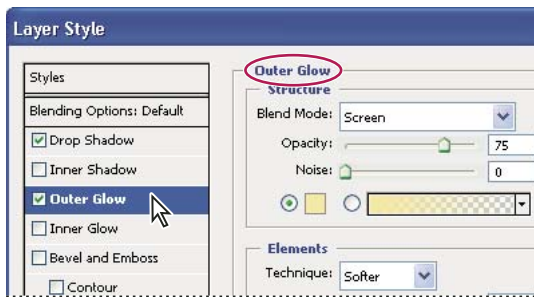 Layer Style
Styles
Blending Options: Default
Drop Shadow
Inner Shadow
Outer Glow
Inner Glow
Bevel and Emboss
Contour
Outer Glow
Structure
Blend Mode: Screen
Opacity: 75
Noise: 0
Elements
Technique: Softer